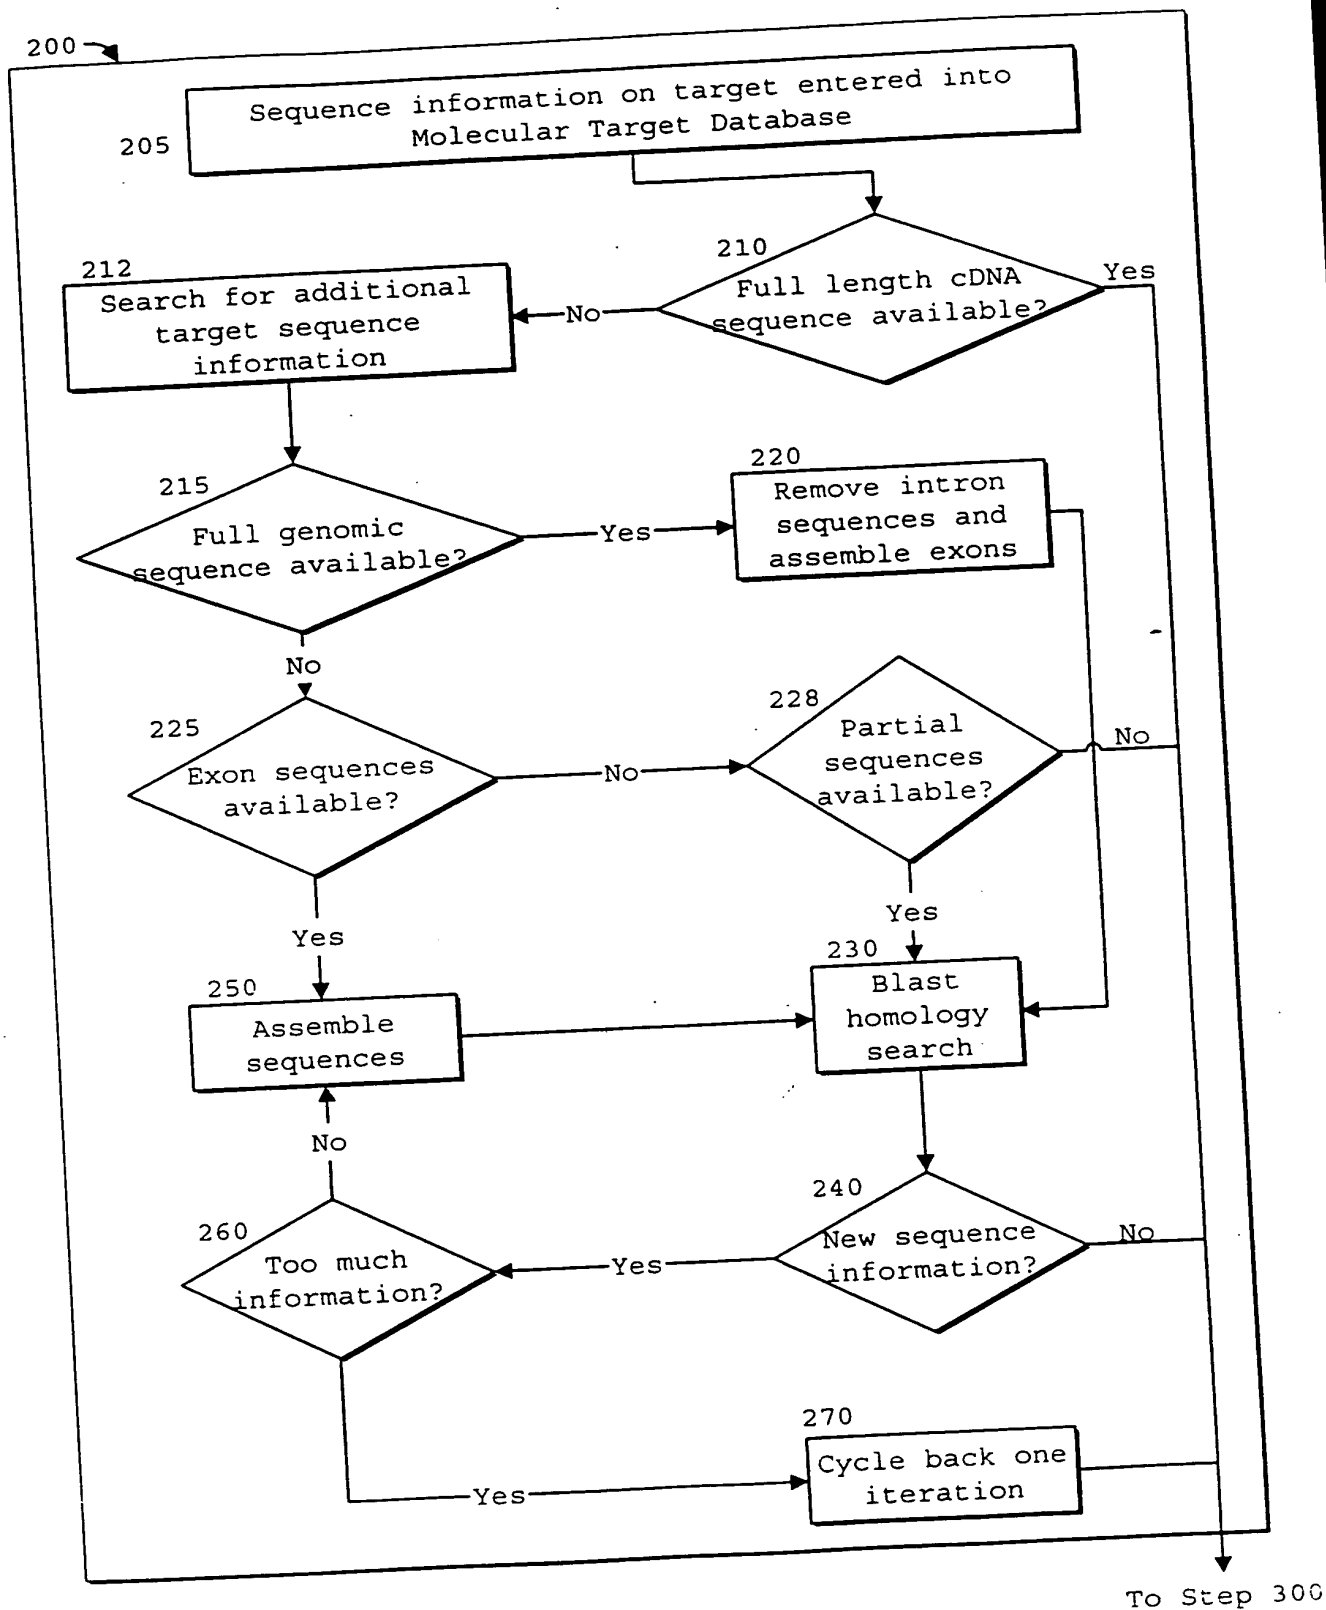 200
Sequence information on target entered into
Molecular Target Database
205
210
Full length cDNA
sequence available?
Yes
No
212
Search for additional
target sequence
information
215
Full genomic
sequence available?
Yes
220
Remove intron
sequences and
assemble exons
No
225
Exon sequences
available?
No
228
Partial
sequences
available?
No
Yes
Yes
230
Blast
homology
search
250
Assemble
sequences
No
240
New sequence
information?
No
Yes
260
Too much
information?
Yes
270
Cycle back one
iteration
To Step 300